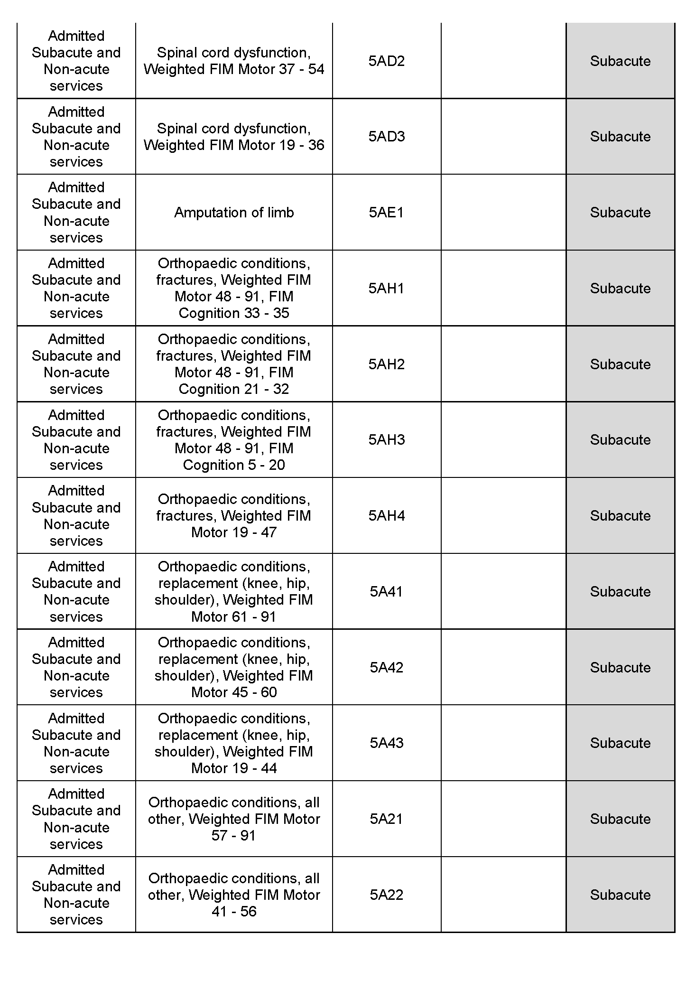 Admitted
Subacute and
Non-acute
services
Spinal cord dysfunction,
Weighted FIM Motor 37 - 54
5AD2
Subacute
Admitted
Subacute and
Non-acute
services
Spinal cord dysfunction,
Weighted FIM Motor 19 - 36
5AD3
Subacute
Admitted
Subacute and
Non-acute
services
Amputation of limb
5AE1
Subacute
Admitted
Subacute and
Non-acute
services
Orthopaedic conditions,
fractures, Weighted FIM
Motor 48 - 91, FIM
Cognition 33 - 35
5AH1
Subacute
Admitted
Subacute and
Non-acute
services
Orthopaedic conditions,
fractures, Weighted FIM
Motor 48 - 91, FIM
Cognition 21 - 32
5AH2
Subacute
Admitted
Subacute and
Non-acute
services
Orthopaedic conditions,
fractures, Weighted FIM
Motor 48 - 91, FIM
Cognition 5 - 20
5AH3
Subacute
Admitted
Subacute and
Non-acute
services
Orthopaedic conditions,
fractures, Weighted FIM
Motor 19 - 47
5AH4
Subacute
Admitted
Subacute and
Non-acute
services
Orthopaedic conditions,
replacement (knee, hip,
shoulder), Weighted FIM
Motor 61 - 91
5A41
Subacute
Admitted
Subacute and
Non-acute
services
Orthopaedic conditions,
replacement (knee, hip,
shoulder), Weighted FIM
Motor 45 - 60
5A42
Subacute
Admitted
Subacute and
Non-acute
services
Orthopaedic conditions,
replacement (knee, hip,
shoulder), Weighted FIM
Motor 19 - 44
5A43
Subacute
Admitted
Subacute and
Non-acute
services
Orthopaedic conditions, all
other, Weighted FIM Motor
57 - 91
5A21
Subacute
Admitted
Subacute and
Non-acute
services
Orthopaedic conditions, all
other, Weighted FIM Motor
41 - 56
5A22
Subacute